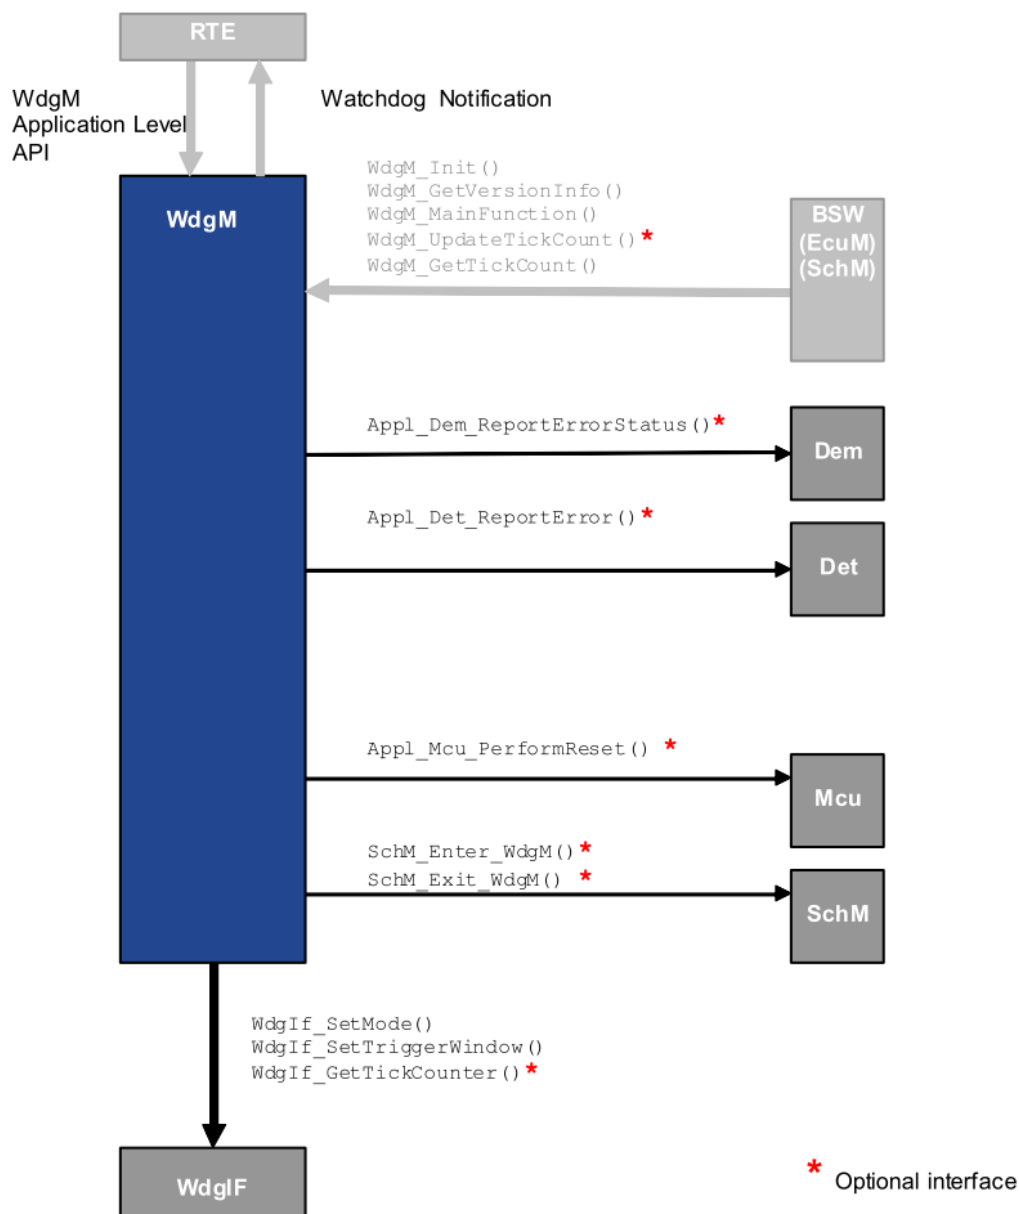 RTE
WdgM
Application Level
API
Watchdog Notification
WdgM_Init()
WdgM_GetVersionInfo()
WdgM_MainFunction()
WdgM_UpdateTickCount()*
WdgM_GetTickCount()
WdgM
BSW
(EcuM)
(SchM)
Appl_Dem_ReportErrorStatus()*
Dem
Appl_Det_ReportError()*
Det
Appl_Mcu_PerformReset() *
Mcu
SchM_Enter_WdgM()*
SchM_Exit_WdgM() *
SchM
WdgIf_SetMode()
WdgIf_SetTriggerWindow()
WdgIf_GetTickCounter()*
WdgIF
* Optional interface